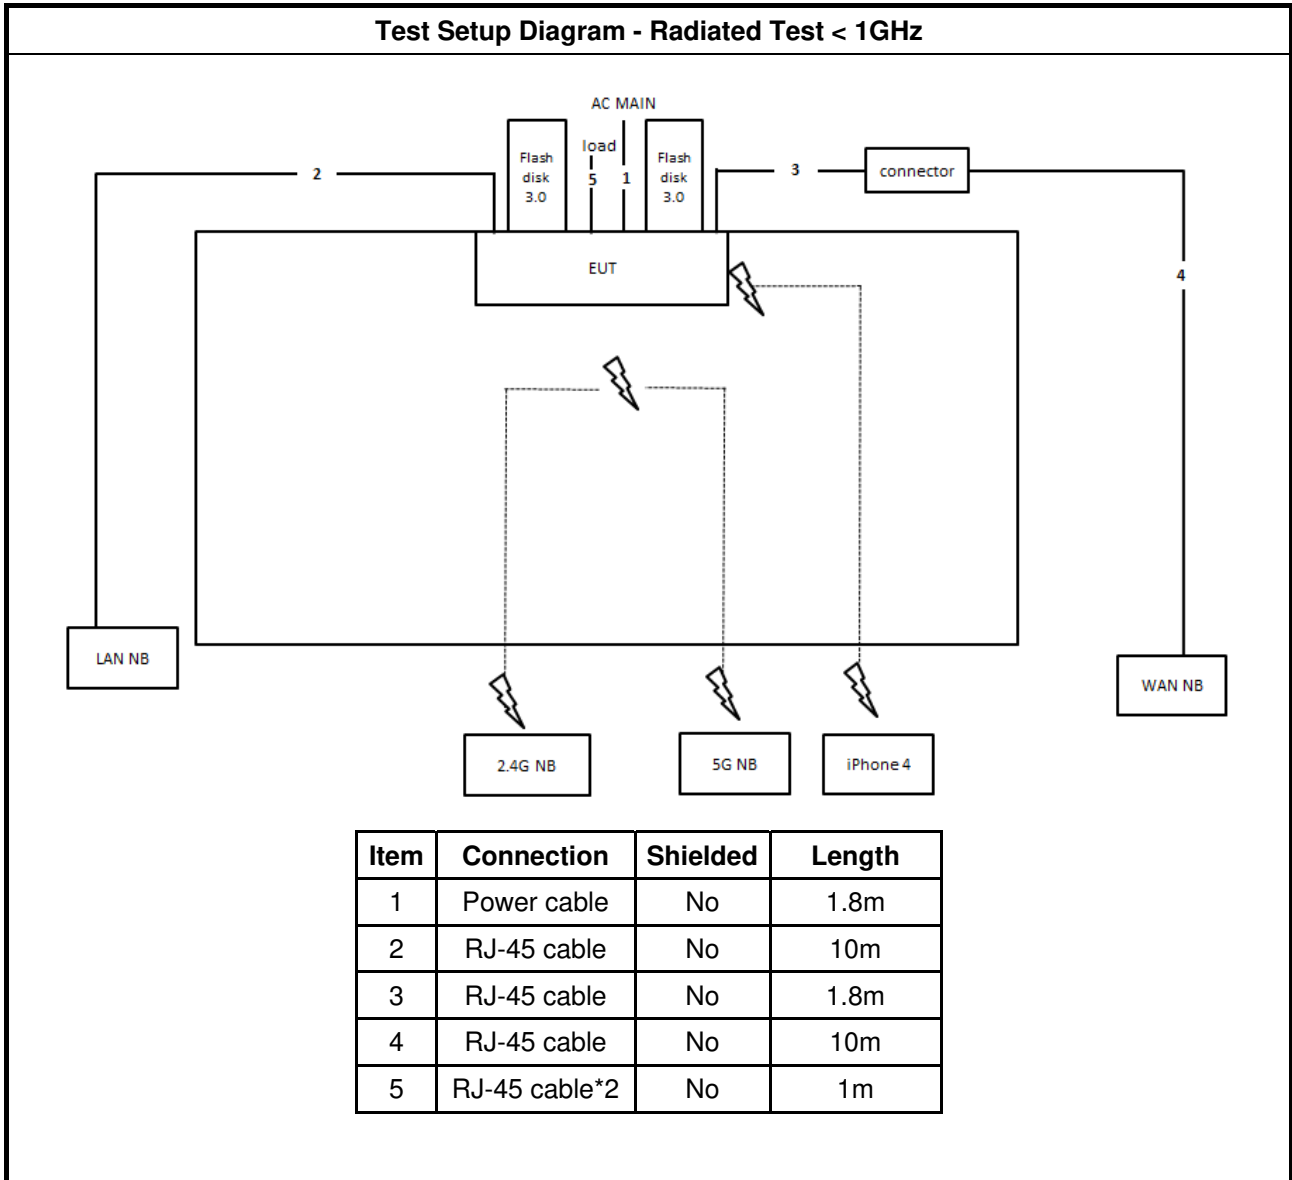 Test Setup Diagram - Radiated Test < 1GHz
AC MAIN
Flash
disk
3.0
load
5
1
Flash
disk
3.0
2
3
connector
4
EUT
LAN NB
WAN NB
2.4G NB
5G NB
iPhone 4
Item Connection Shielded Length
1 Power cable No 1.8m
2 RJ-45 cable No 10m
3 RJ-45 cable No 1.8m
4 RJ-45 cable No 10m
5 RJ-45 cable*2 No 1m